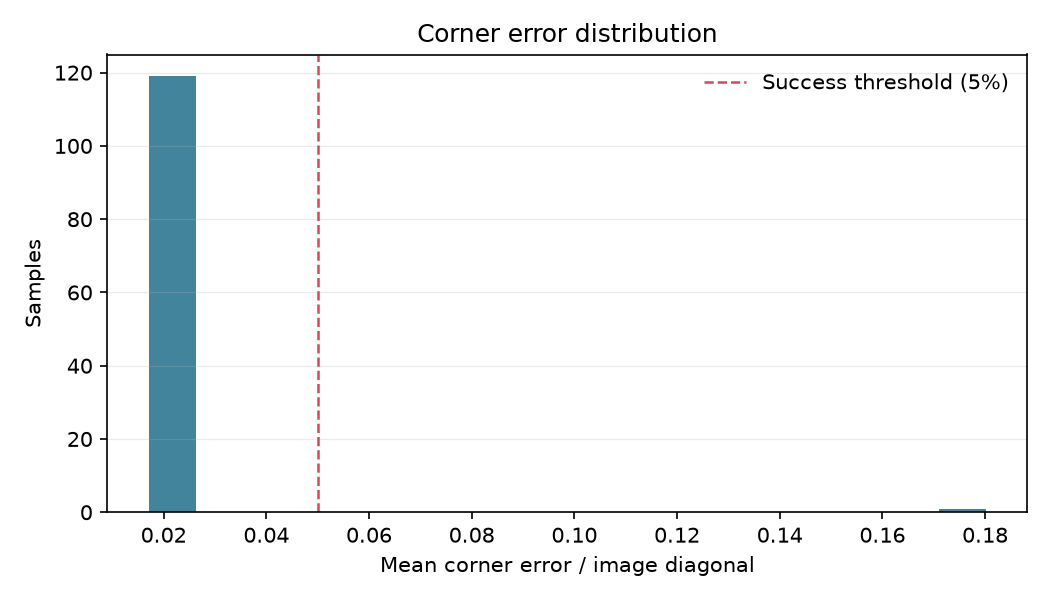 Corner error distribution
Success threshold (5%)
120
100
80
60
40
20
0
Samples
0.02 0.04 0.06 0.08 0.10 0.12 0.14 0.16 0.18
Mean corner error / image diagonal